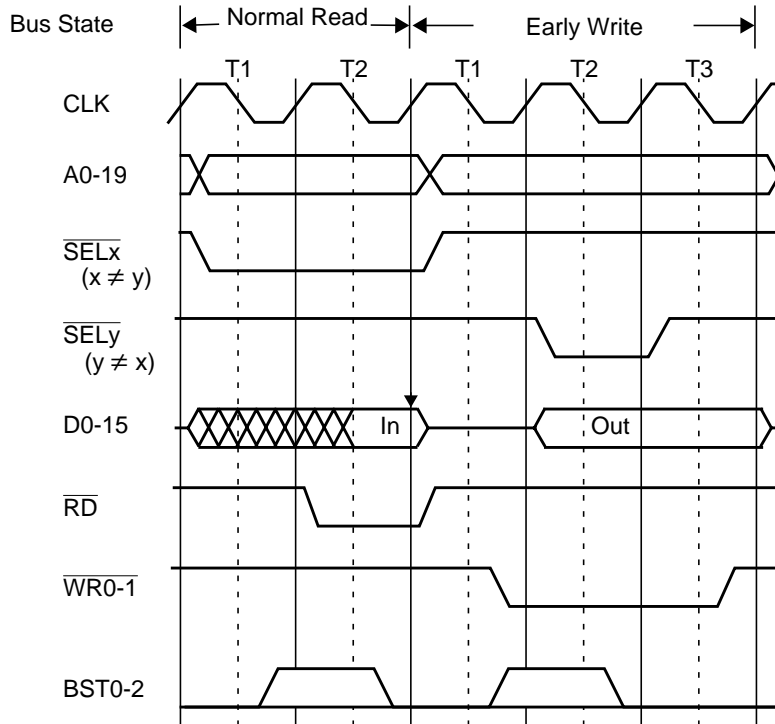 Bus State
Normal Read
Early Write
T1 T2 T1 T2 T3
CLK
A0-19
SELx
(x ≠ y)
SELy
(y ≠ x)
D0-15 In Out
RD
WR0-1
BST0-2